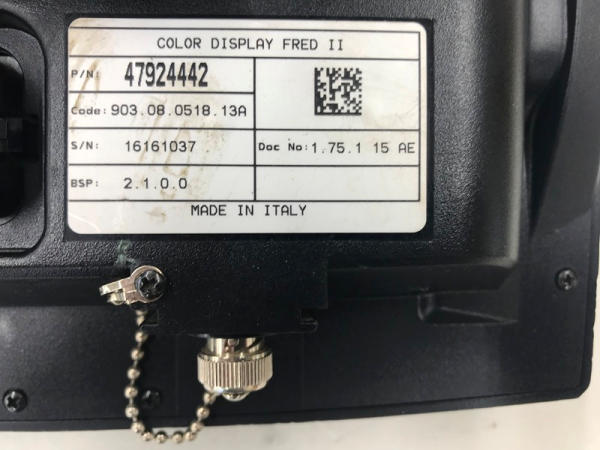 COLOR DISPLAY FRED II
P/N: 47924442
Code: 903.08.0518.13A
S/N: 16161037 Doc No: 1.75.1 15 AE
BSP: 2.1.0.0
MADE IN ITALY